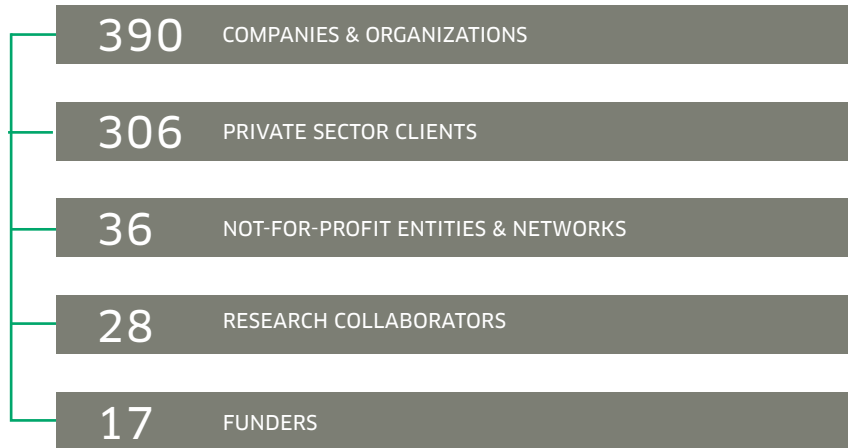 390 COMPANIES & ORGANIZATIONS
306 PRIVATE SECTOR CLIENTS
36 NOT-FOR-PROFIT ENTITIES & NETWORKS
28 RESEARCH COLLABORATORS
17 FUNDERS